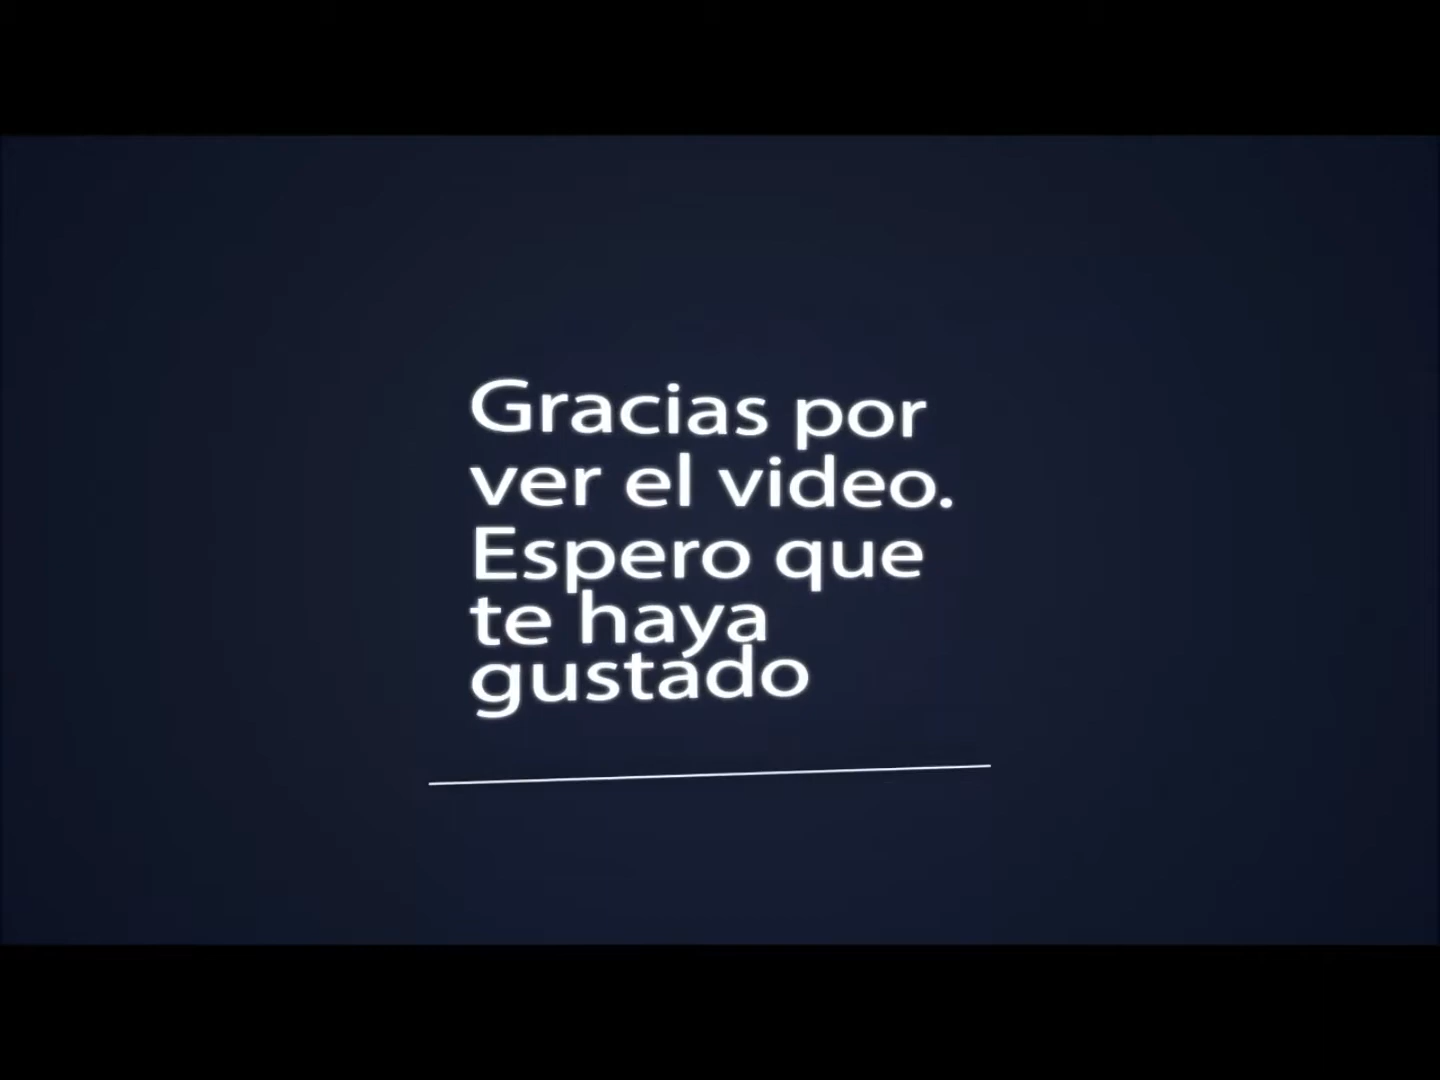 Gracias por
ver el video.
Espero que
te haya
gustado